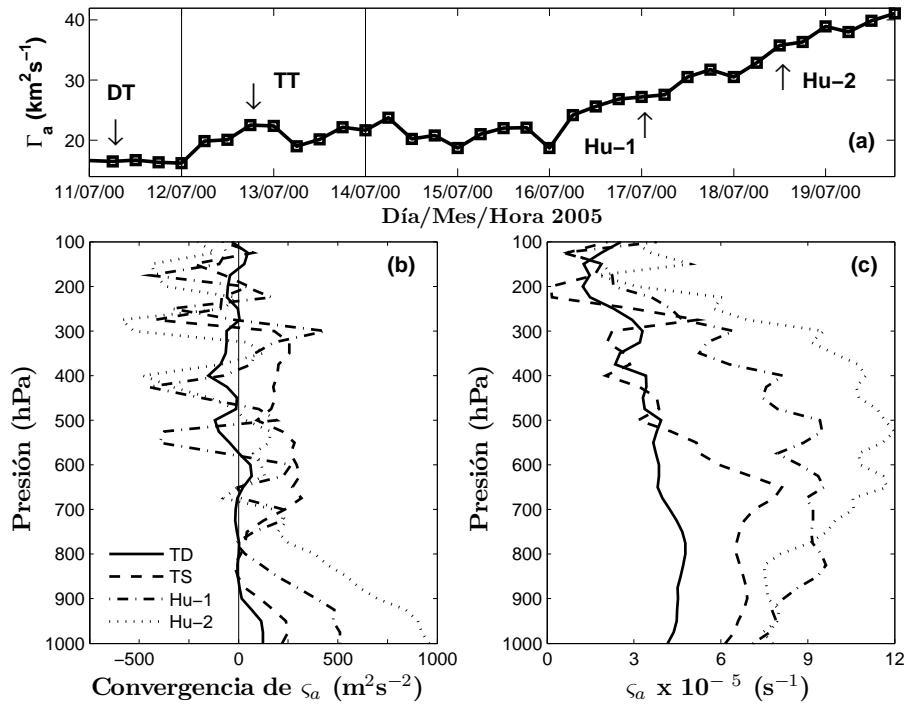 40
30
20
Γa (km²s⁻¹)
DT
TT
Hu−1
Hu−2
(a)
11/07/00 12/07/00 13/07/00 14/07/00 15/07/00 16/07/00 17/07/00 18/07/00 19/07/00
Día/Mes/Hora 2005
100
200
300
400
500
600
700
800
900
1000
Presión (hPa)
(b)
TD
TS
Hu−1
Hu−2
−500 0 500 1000
Convergencia de ςa (m²s⁻²)
100
200
300
400
500
600
700
800
900
1000
Presión (hPa)
(c)
0 3 6 9 12
ςa x 10⁻ ⁵ (s⁻¹)